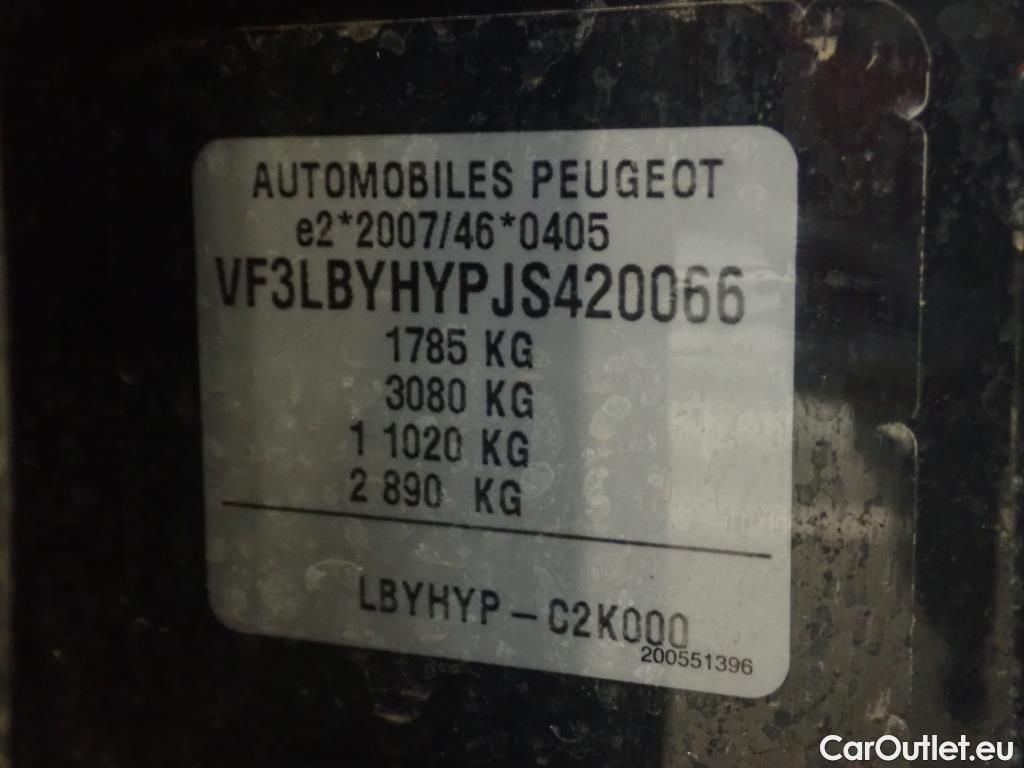 AUTOMOBILES PEUGEOT
e2*2007/46*0405
VF3LBYHYPJS420066
1785 KG
3080 KG
1 1020 KG
2 890 KG
LBYHYP - C2K000
200551396
CarOutlet.eu